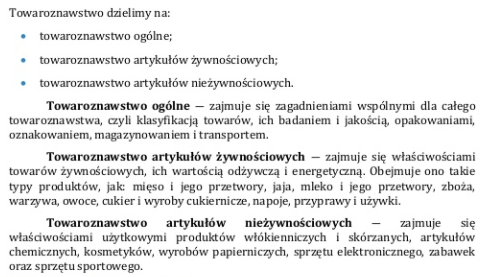 Towaroznawstwo dzielimy na:
• towaroznawstwo ogólne;
• towaroznawstwo artykułów żywnościowych;
• towaroznawstwo artykułów nieżywnościowych.
Towaroznawstwo ogólne — zajmuje się zagadnieniami wspólnymi dla całego
towaroznawstwa, czyli klasyfikacją towarów, ich badaniem i jakością, opakowaniami,
oznakowaniem, magazynowaniem i transportem.
Towaroznawstwo artykułów żywnościowych — zajmuje się właściwościami
towarów żywnościowych, ich wartością odżywczą i energetyczną. Obejmuje ono takie
typy produktów, jak: mięso i jego przetwory, jaja, mleko i jego przetwory, zboża,
warzywa, owoce, cukier i wyroby cukiernicze, napoje, przyprawy i używki.
Towaroznawstwo artykułów nieżywnościowych — zajmuje się
właściwościami użytkowymi produktów włókienniczych i skórzanych, artykułów
chemicznych, kosmetyków, wyrobów papierniczych, sprzętu elektronicznego, zabawek
oraz sprzętu sportowego.